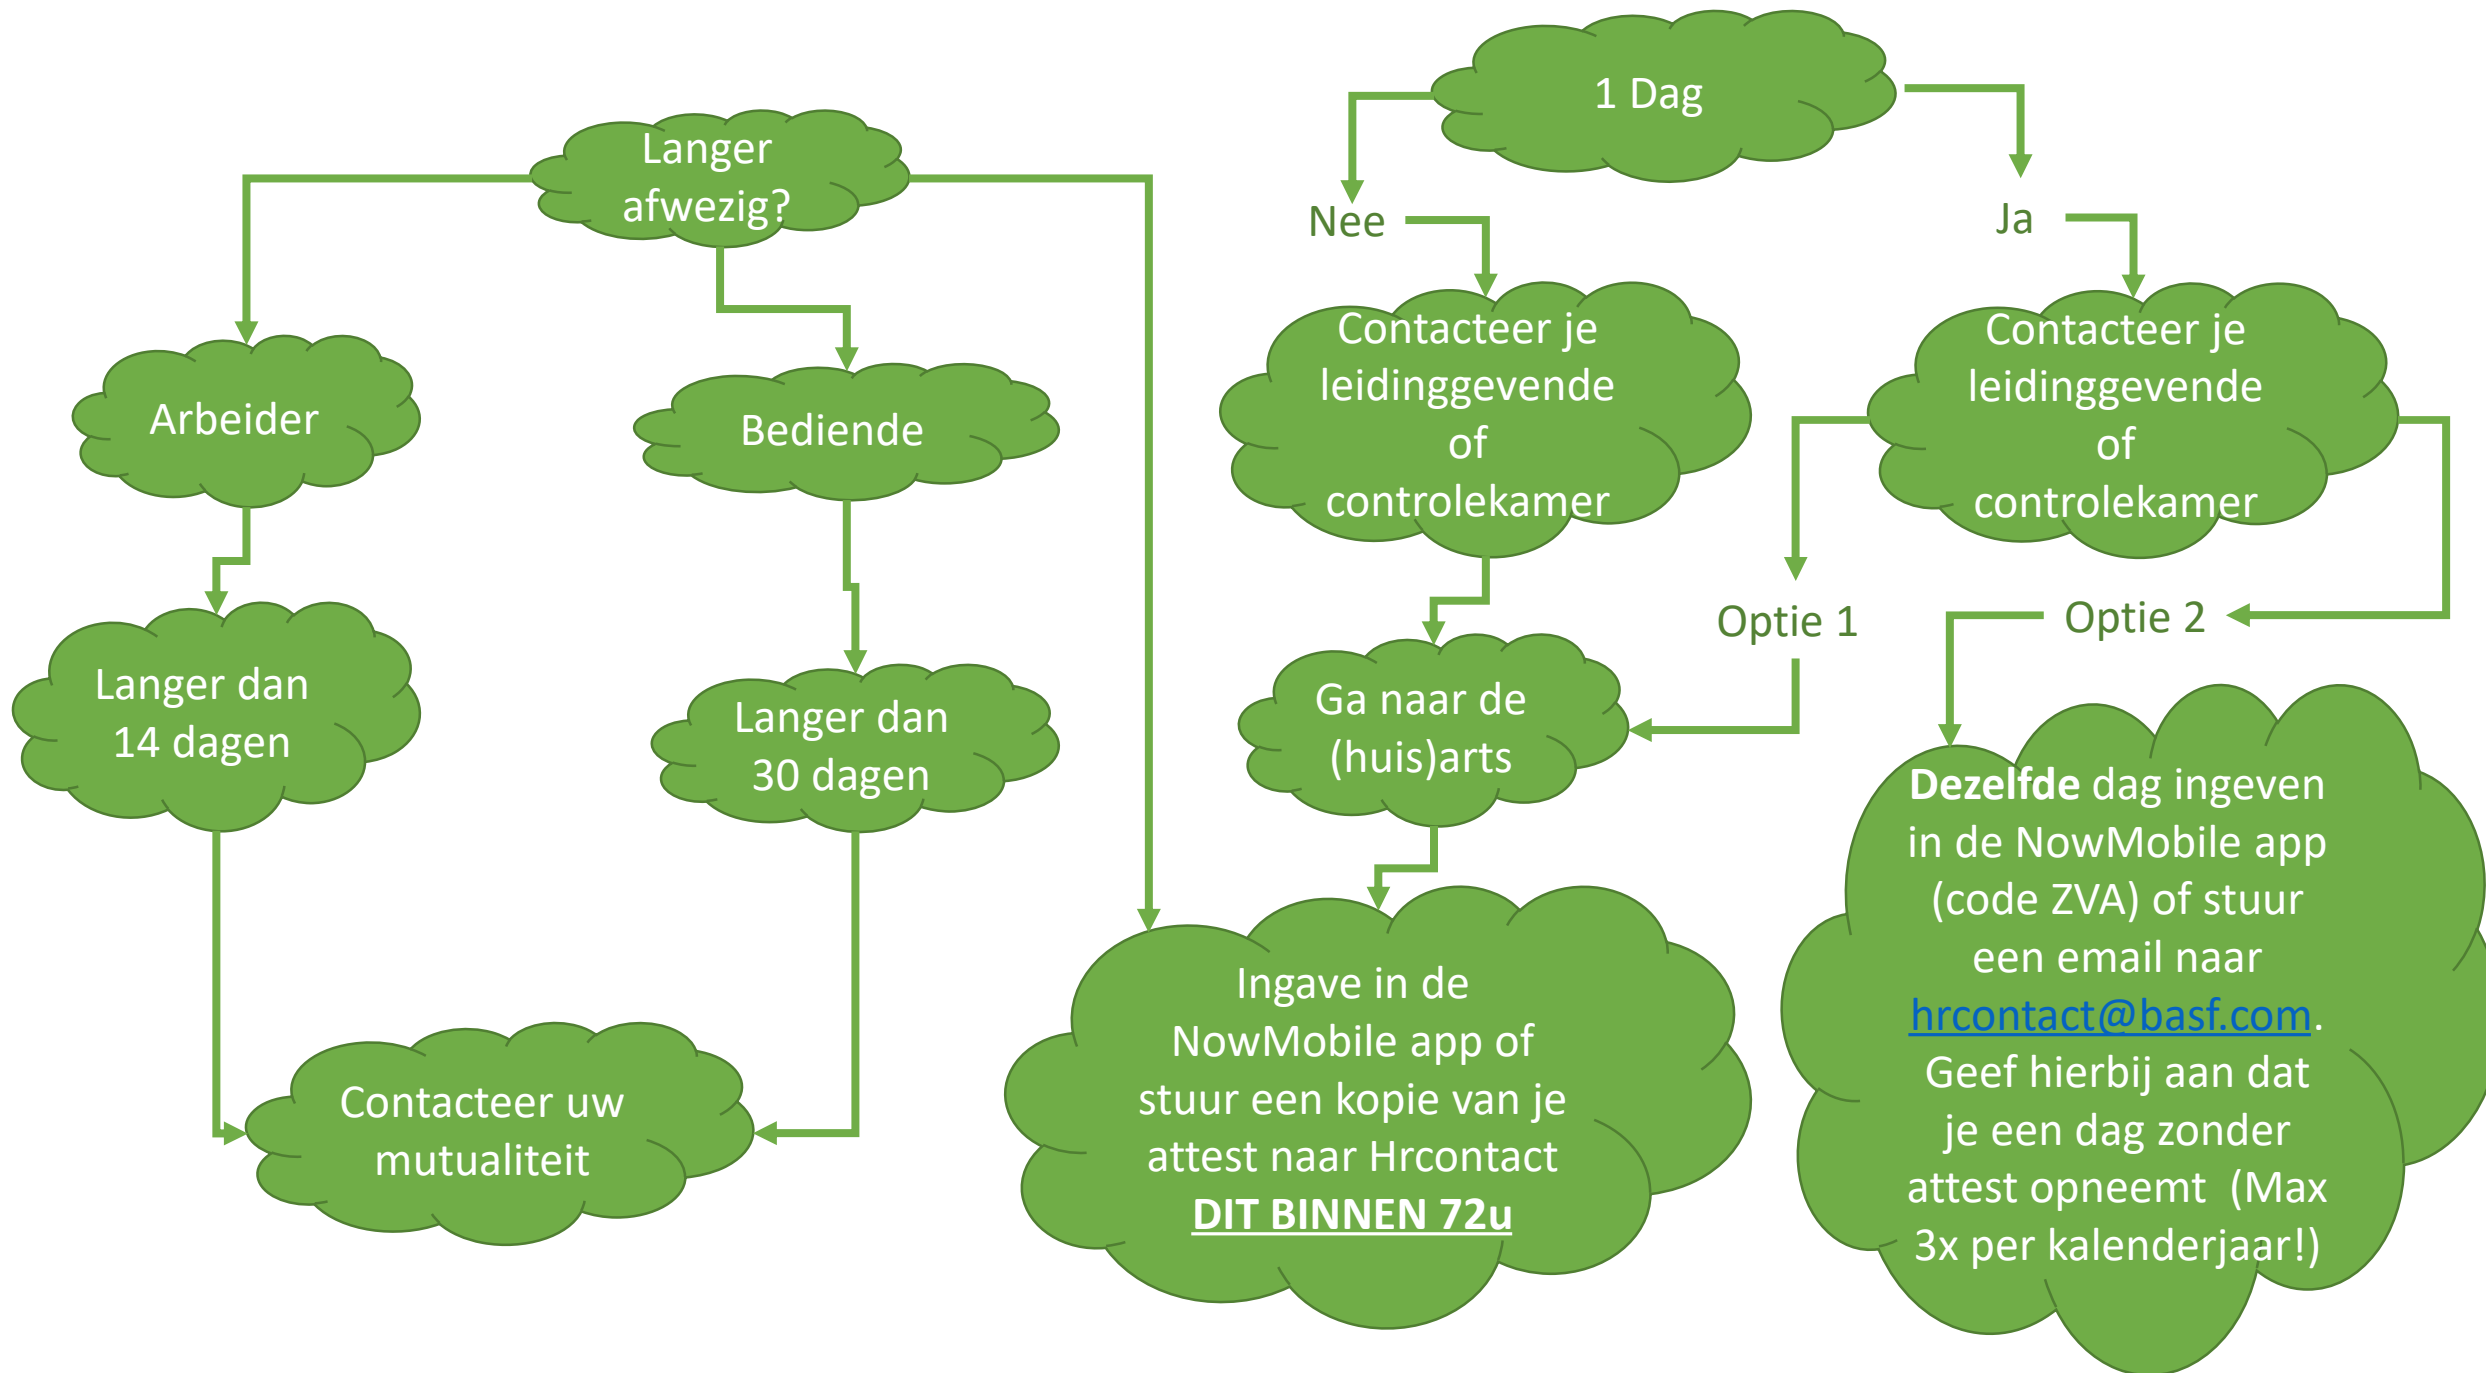 1 Dag
Langer
afwezig?
Nee
Ja
Arbeider
Bediende
Contacteer je
leidinggevende
of
controlekamer
Contacteer je
leidinggevende
of
controlekamer
Langer dan
14 dagen
Langer dan
30 dagen
Ga naar de
(huis)arts
Optie 1
Optie 2
Contacteer uw
mutualiteit
Ingave in de
NowMobile app of
stuur een kopie van je
attest naar Hrcontact
DIT BINNEN 72u
Dezelfde dag ingeven
in de NowMobile app
(code ZVA) of stuur
een email naar
hrcontact@basf.com.
Geef hierbij aan dat
je een dag zonder
attest opneemt (Max
3x per kalenderjaar!)